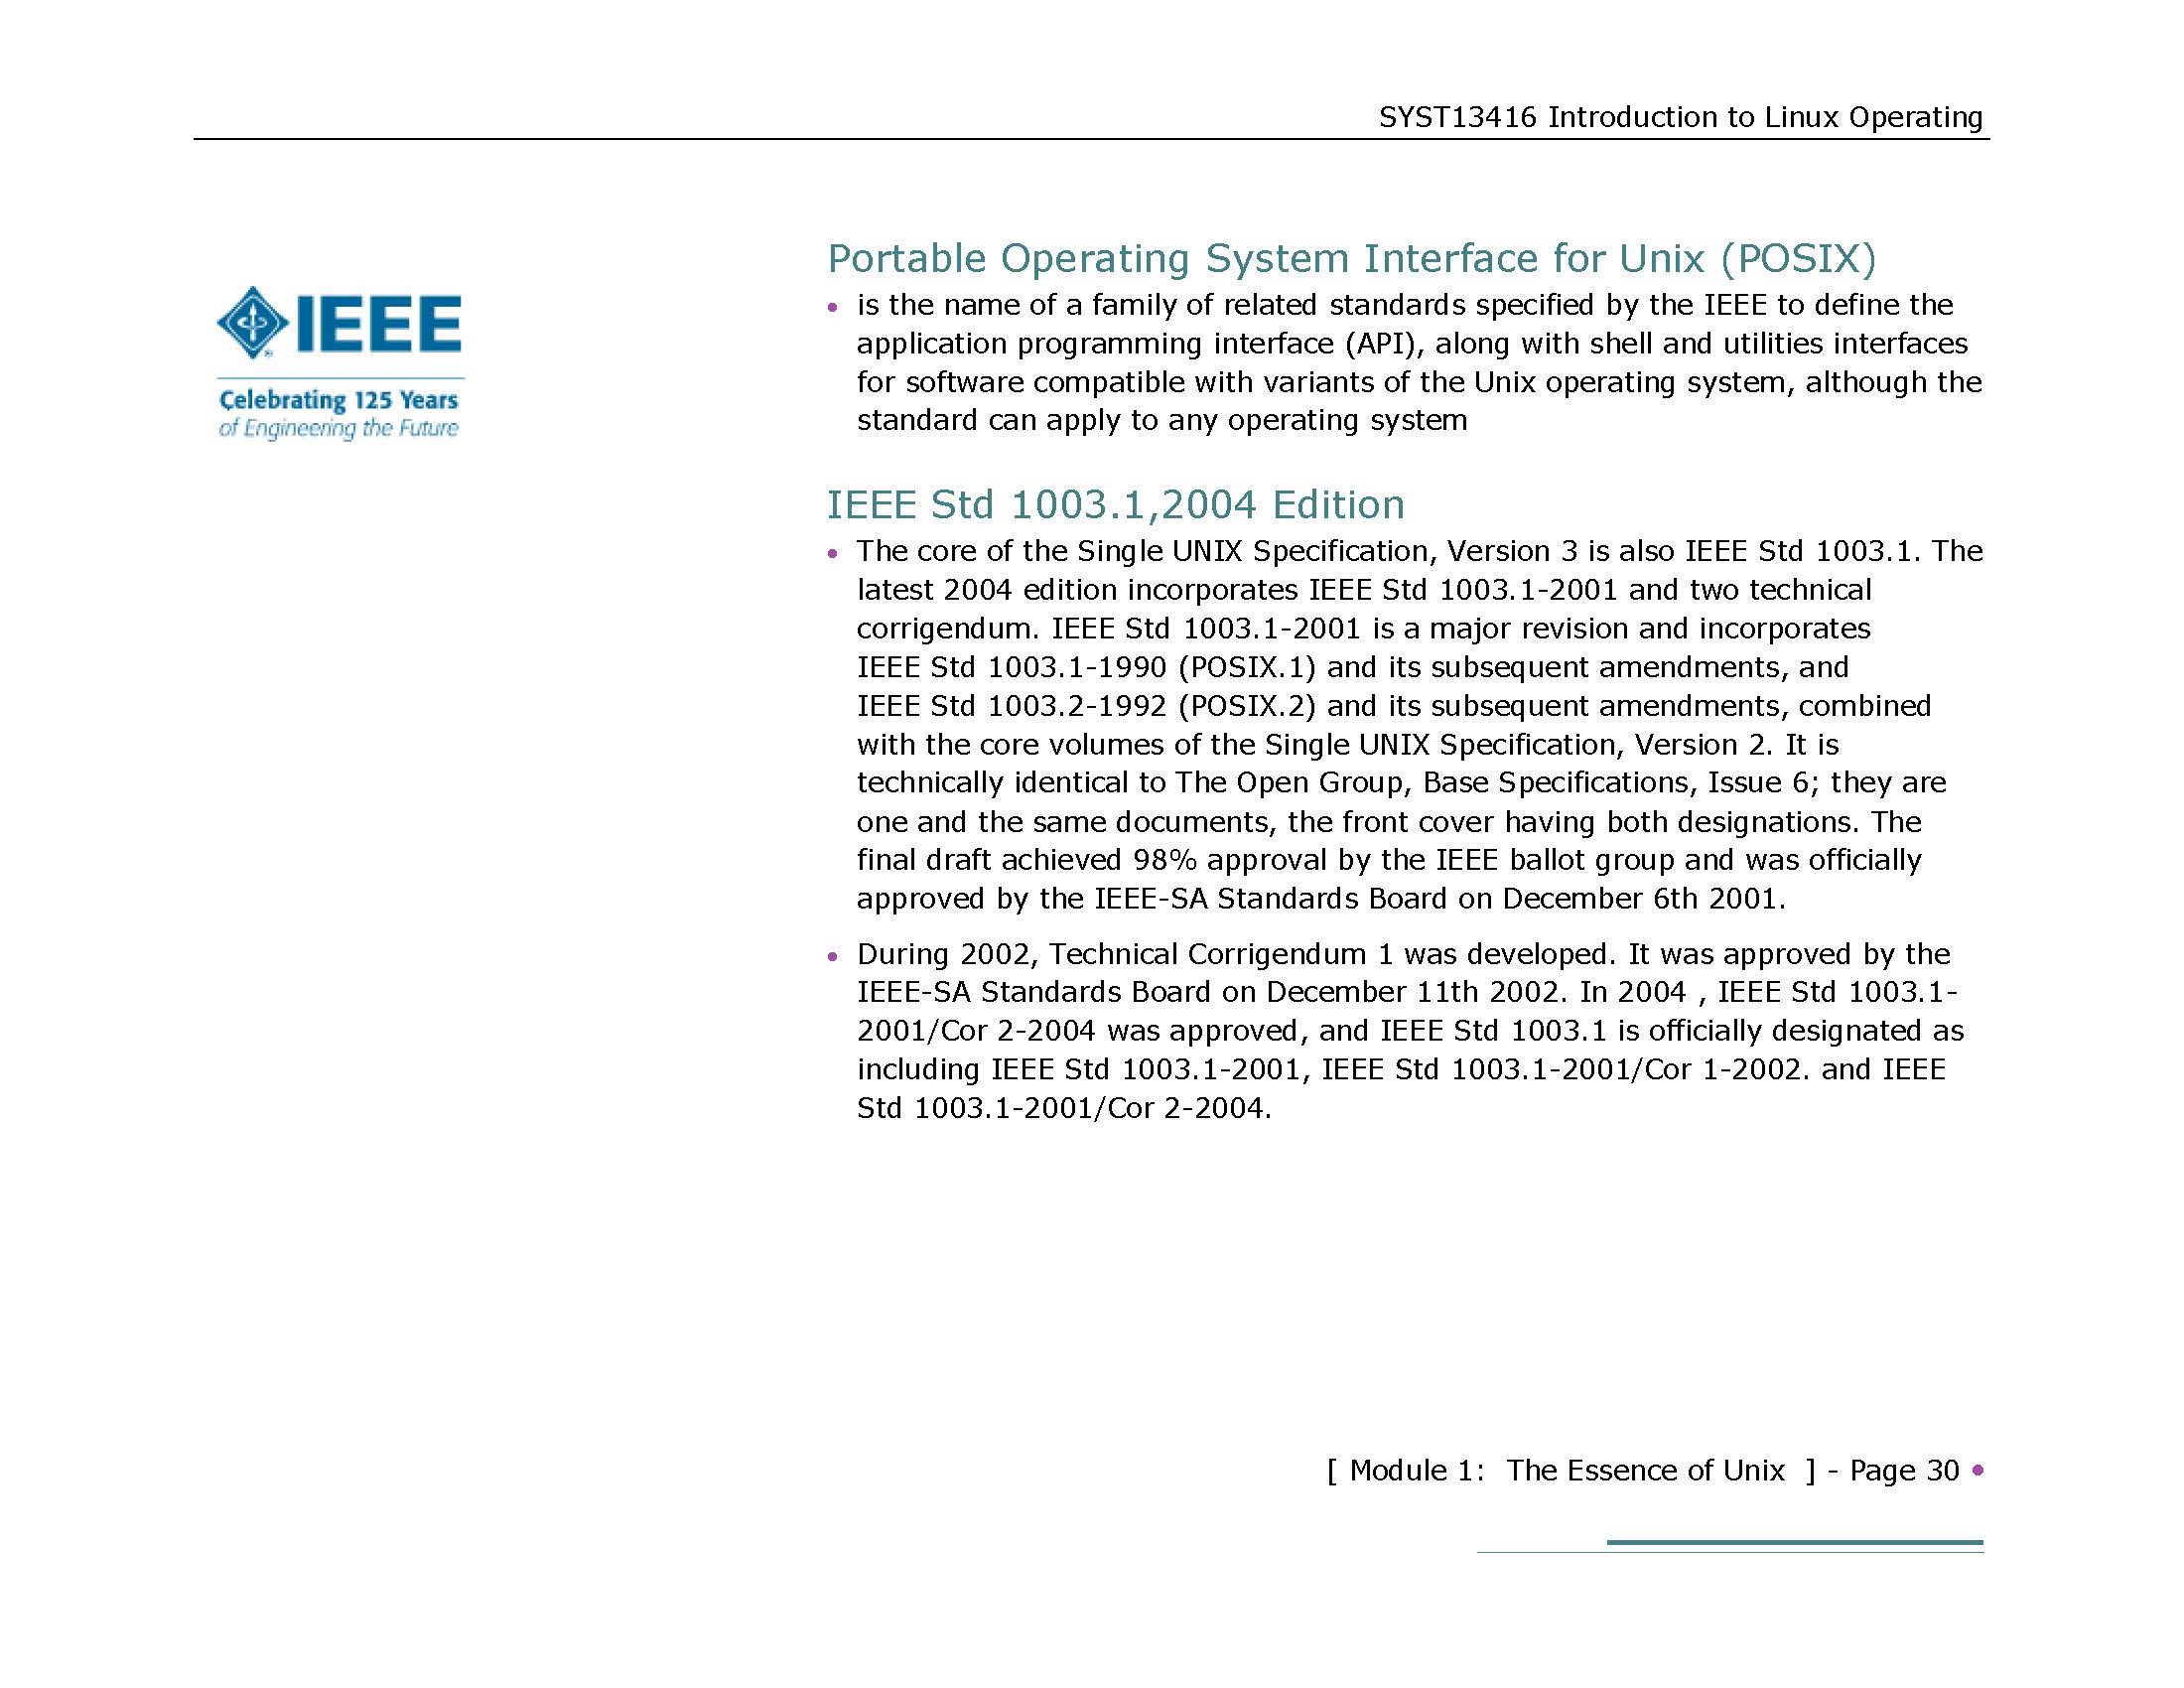 SYST13416 Introduction to Linux Operating
IEEE
®
Celebrating 125 Years
of Engineering the Future
Portable Operating System Interface for Unix (POSIX)
• is the name of a family of related standards specified by the IEEE to define the
application programming interface (API), along with shell and utilities interfaces
for software compatible with variants of the Unix operating system, although the
standard can apply to any operating system
IEEE Std 1003.1,2004 Edition
• The core of the Single UNIX Specification, Version 3 is also IEEE Std 1003.1. The
latest 2004 edition incorporates IEEE Std 1003.1-2001 and two technical
corrigendum. IEEE Std 1003.1-2001 is a major revision and incorporates
IEEE Std 1003.1-1990 (POSIX.1) and its subsequent amendments, and
IEEE Std 1003.2-1992 (POSIX.2) and its subsequent amendments, combined
with the core volumes of the Single UNIX Specification, Version 2. It is
technically identical to The Open Group, Base Specifications, Issue 6; they are
one and the same documents, the front cover having both designations. The
final draft achieved 98% approval by the IEEE ballot group and was officially
approved by the IEEE-SA Standards Board on December 6th 2001.
• During 2002, Technical Corrigendum 1 was developed. It was approved by the
IEEE-SA Standards Board on December 11th 2002. In 2004 , IEEE Std 1003.1-
2001/Cor 2-2004 was approved, and IEEE Std 1003.1 is officially designated as
including IEEE Std 1003.1-2001, IEEE Std 1003.1-2001/Cor 1-2002. and IEEE
Std 1003.1-2001/Cor 2-2004.
[ Module 1:  The Essence of Unix  ] - Page 30 •